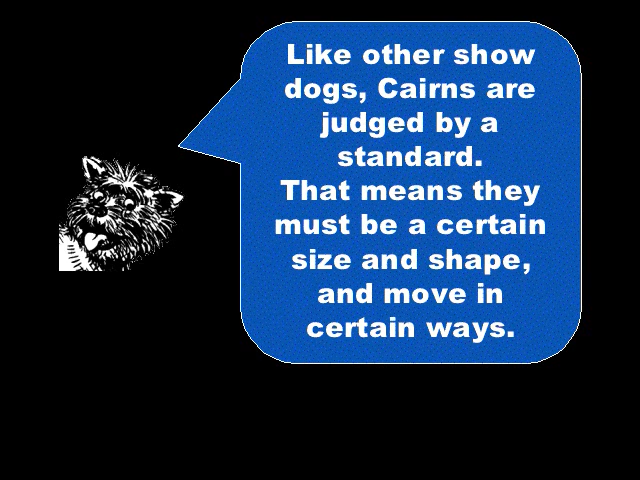 Like other show
dogs, Cairns are
judged by a
standard.
That means they
must be a certain
size and shape,
and move in
certain ways.